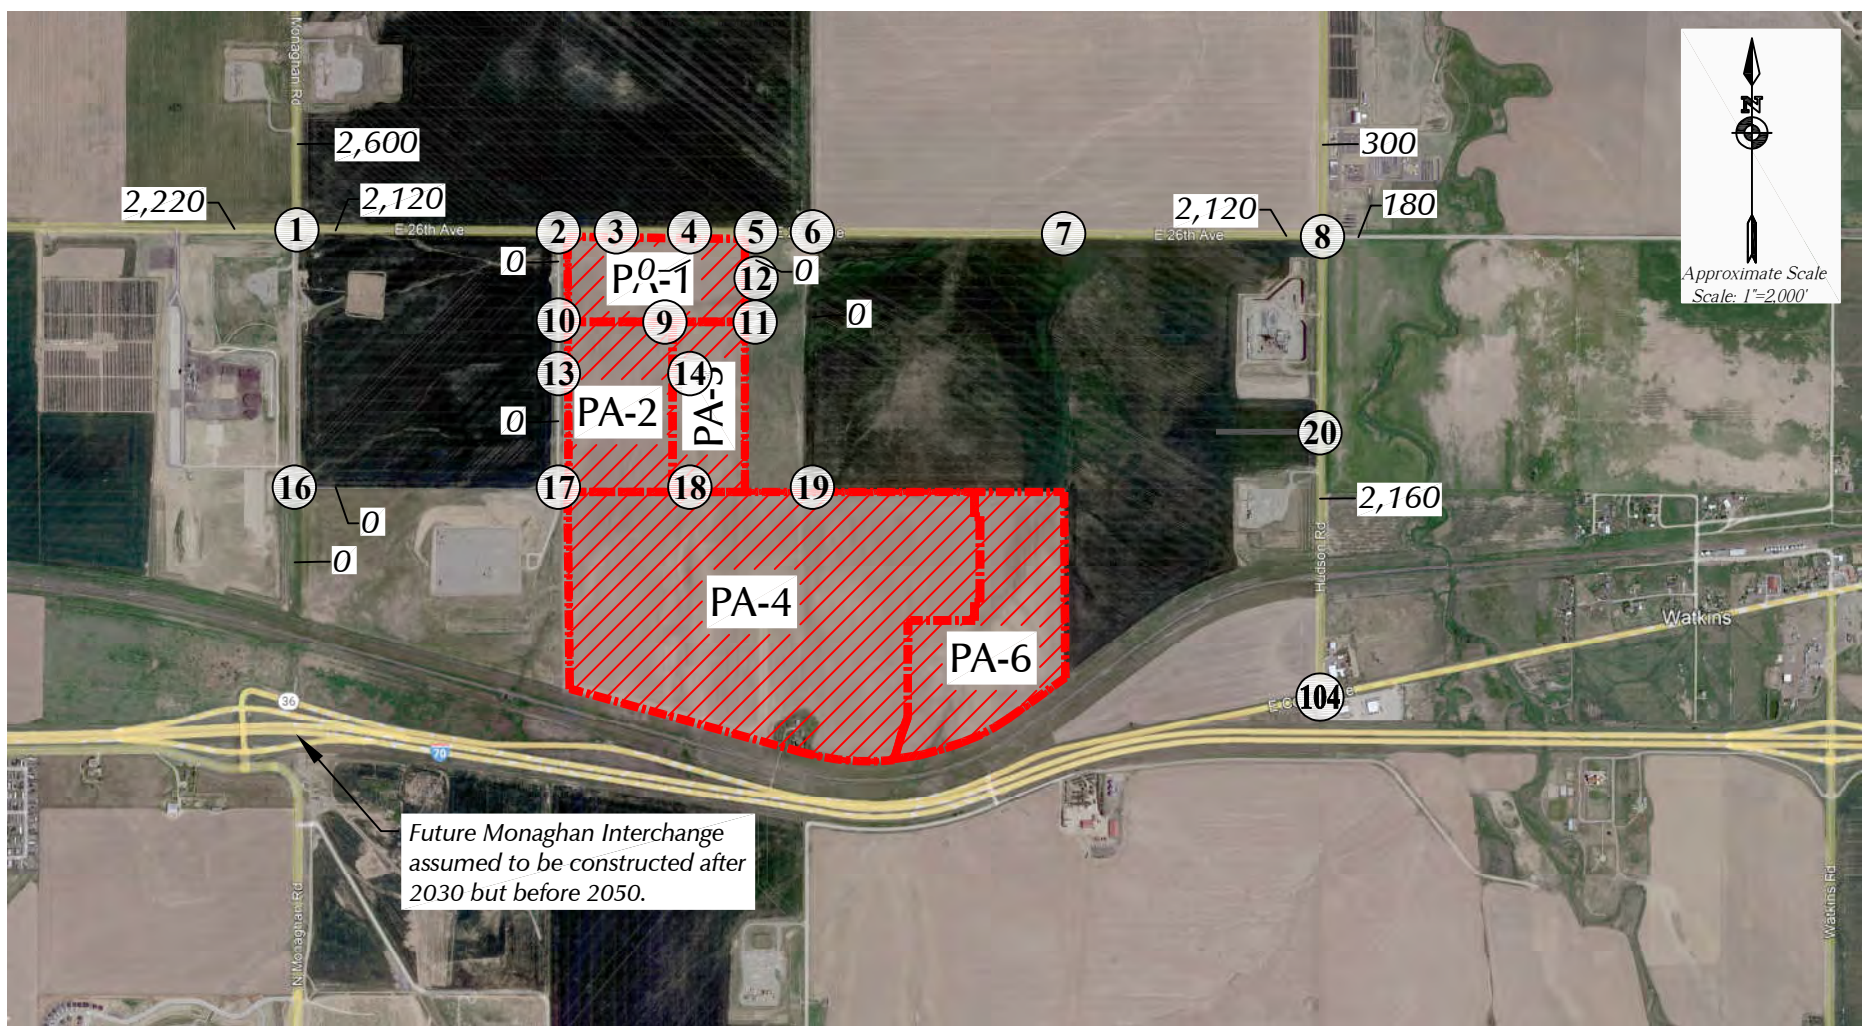 Monaghan Rd
2,600
300
2,220
2,120
2,120
180
1
E 26th Ave
2
3
4
5
6
7
E 26th Ave
8
N
Approximate Scale
Scale: 1"=2,000'
0
0
0
12
PA-1
10
9
11
0
13
14
PA-2
0
20
16
17
18
19
2,160
0
0
Hudson Rd
PA-4
Watkins
PA-6
36
104
70
Future Monaghan Interchange
assumed to be constructed after
2030 but before 2050.
N Monaghan Rd
Watkins Rd